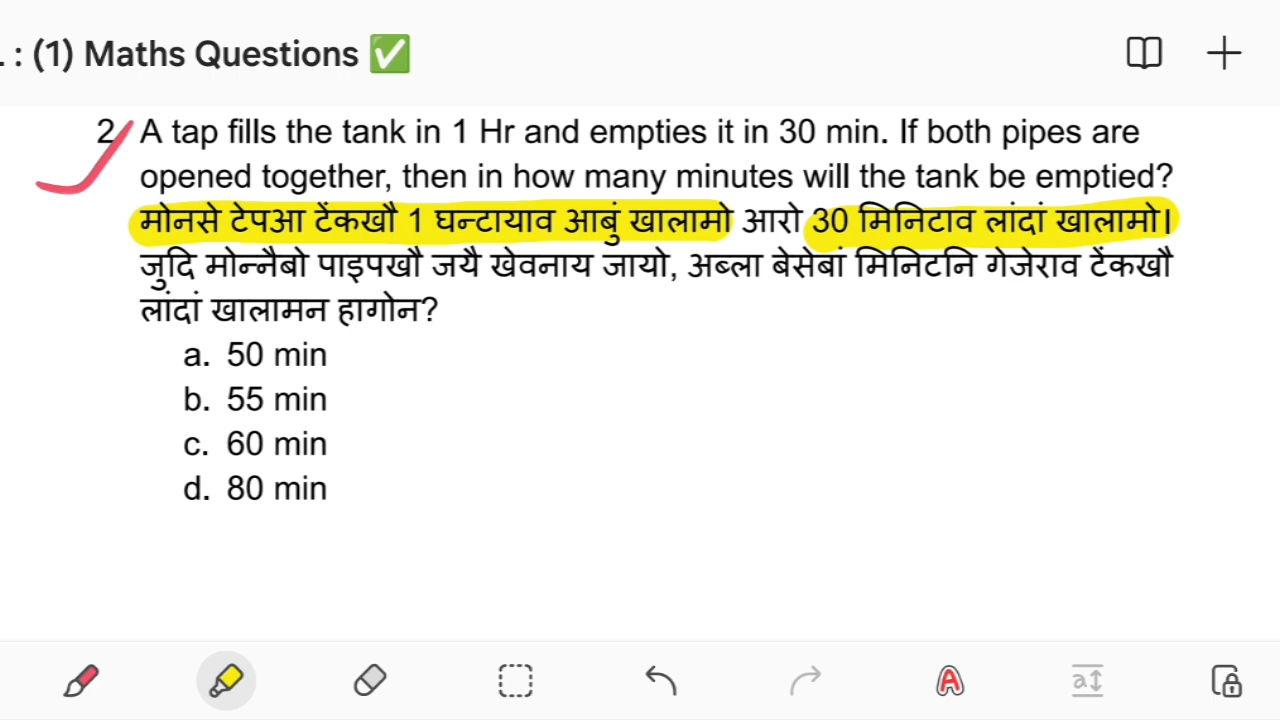 : (1) Maths Questions ✅
2. A tap fills the tank in 1 Hr and empties it in 30 min. If both pipes are
opened together, then in how many minutes will the tank be emptied?
मोनसे टेपआ टेंकखौ 1 घन्टायाव आबुं खालामो आरो 30 मिनिटाव लांदां खालामो।
जुदि मोन्नैबो पाइपखौ जयै खेवनाय जायो, अब्ला बेसेबां मिनिटनि गेजेराव टेंकखौ
लांदां खालामन हागोन?
a. 50 min
b. 55 min
c. 60 min
d. 80 min
A
a